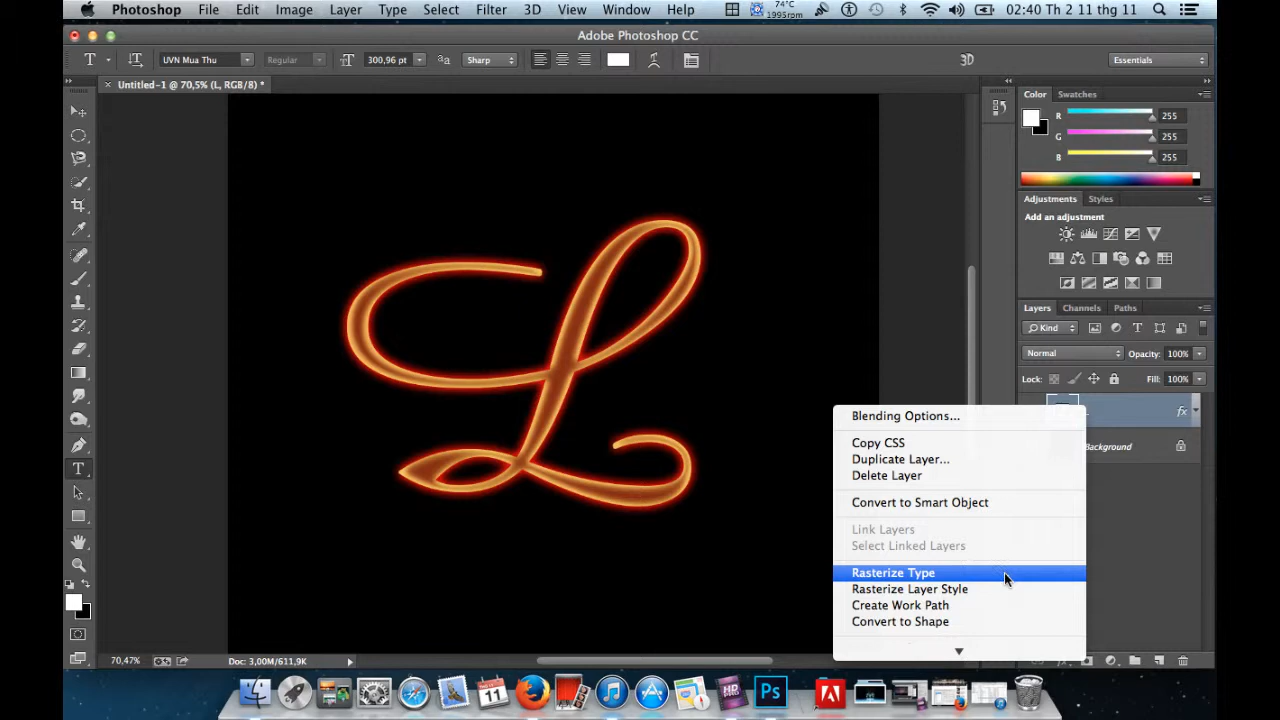 Photoshop File Edit Image Layer Type Select Filter 3D View Window Help 74°C 1995rpm 02:40 Th 2 11 thg 11
Adobe Photoshop CC
T UVN Mua Thu Regular 300,96 pt Sharp 3D Essentials
Untitled-1 @ 70,5% (L, RGB/8) *
Color Swatches
R 255
G 255
B 255
Adjustments Styles
Add an adjustment
Layers Channels Paths
Kind
Normal Opacity: 100%
Lock: Fill: 100%
fx
Background
L
Blending Options...
Copy CSS
Duplicate Layer...
Delete Layer
Convert to Smart Object
Link Layers
Select Linked Layers
Rasterize Type
Rasterize Layer Style
Create Work Path
Convert to Shape
70,47% Doc: 3,00M/611,9K
NOV 11
HD
Ps